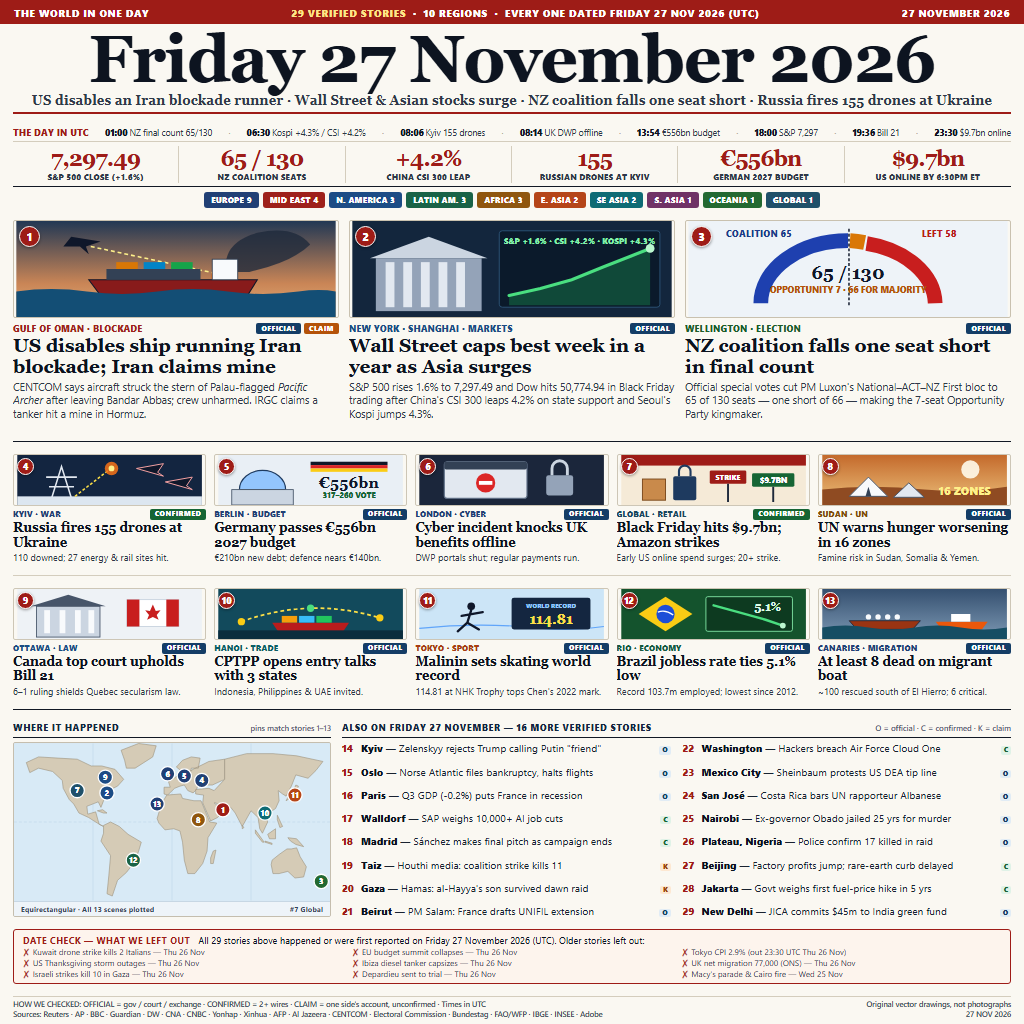 THE WORLD IN ONE DAY
29 VERIFIED STORIES · 10 REGIONS · EVERY ONE DATED FRIDAY 27 NOV 2026 (UTC)
27 NOVEMBER 2026
Friday 27 November 2026
US disables an Iran blockade runner · Wall Street & Asian stocks surge · NZ coalition falls one seat short · Russia fires 155 drones at Ukraine
THE DAY IN UTC 01:00 NZ final count 65/130 · 06:30 Kospi +4.3% / CSI +4.2% · 08:06 Kyiv 155 drones · 08:14 UK DWP offline · 13:54 €556bn budget · 18:00 S&P 7,297 · 19:36 Bill 21 · 23:30 $9.7bn online
7,297.49
S&P 500 CLOSE (+1.6%)
65 / 130
NZ COALITION SEATS
+4.2%
CHINA CSI 300 LEAP
155
RUSSIAN DRONES AT KYIV
€556bn
GERMAN 2027 BUDGET
$9.7bn
US ONLINE BY 6:30PM ET
EUROPE 9 MID EAST 4 N. AMERICA 3 LATIN AM. 3 AFRICA 3 E. ASIA 2 SE ASIA 2 S. ASIA 1 OCEANIA 1 GLOBAL 1
1
GULF OF OMAN · BLOCKADE OFFICIAL CLAIM
US disables ship running Iran
blockade; Iran claims mine
CENTCOM says aircraft struck the stern of Palau-flagged Pacific
Archer after leaving Bandar Abbas; crew unharmed. IRGC claims a
tanker hit a mine in Hormuz.
2
S&P +1.6% · CSI +4.2% · KOSPI +4.3%
NEW YORK · SHANGHAI · MARKETS OFFICIAL
Wall Street caps best week in a
year as Asia surges
S&P 500 rises 1.6% to 7,297.49 and Dow hits 50,774.94 in Black Friday
trading after China's CSI 300 leaps 4.2% on state support and Seoul's
Kospi jumps 4.3%.
3
COALITION 65
LEFT 58
65 / 130
OPPORTUNITY 7 · 66 FOR MAJORITY
WELLINGTON · ELECTION OFFICIAL
NZ coalition falls one seat short
in final count
Official special votes cut PM Luxon's National–ACT–NZ First bloc to
65 of 130 seats — one short of 66 — making the 7-seat Opportunity
Party kingmaker.
4
KYIV · WAR CONFIRMED
Russia fires 155 drones at
Ukraine
110 downed; 27 energy & rail sites hit.
5
€556bn
317–260 VOTE
BERLIN · BUDGET OFFICIAL
Germany passes €556bn
2027 budget
€210bn new debt; defence nears €140bn.
6
LONDON · CYBER OFFICIAL
Cyber incident knocks UK
benefits offline
DWP portals shut; regular payments run.
7
STRIKE
$9.7BN
GLOBAL · RETAIL CONFIRMED
Black Friday hits $9.7bn;
Amazon strikes
Early US online spend surges; 20+ strike.
8
16 ZONES
SUDAN · UN OFFICIAL
UN warns hunger worsening
in 16 zones
Famine risk in Sudan, Somalia & Yemen.
9
OTTAWA · LAW OFFICIAL
Canada top court upholds
Bill 21
6–1 ruling shields Quebec secularism law.
10
HANOI · TRADE OFFICIAL
CPTPP opens entry talks
with 3 states
Indonesia, Philippines & UAE invited.
11
WORLD RECORD
114.81
TOKYO · SPORT OFFICIAL
Malinin sets skating world
record
114.81 at NHK Trophy tops Chen's 2022 mark.
12
5.1%
RIO · ECONOMY OFFICIAL
Brazil jobless rate ties 5.1%
low
Record 103.7m employed; lowest since 2012.
13
CANARIES · MIGRATION OFFICIAL
At least 8 dead on migrant
boat
~100 rescued south of El Hierro; 6 critical.
WHERE IT HAPPENED pins match stories 1–13
9
7
2
6
5
4
13
8
1
11
10
12
3
Equirectangular · All 13 scenes plotted #7 Global
ALSO ON FRIDAY 27 NOVEMBER — 16 MORE VERIFIED STORIES O = official · C = confirmed · K = claim
14 Kyiv — Zelenskyy rejects Trump calling Putin "friend" O
15 Oslo — Norse Atlantic files bankruptcy, halts flights O
16 Paris — Q3 GDP (-0.2%) puts France in recession O
17 Walldorf — SAP weighs 10,000+ AI job cuts C
18 Madrid — Sánchez makes final pitch as campaign ends C
19 Taiz — Houthi media: coalition strike kills 11 K
20 Gaza — Hamas: al-Hayya's son survived dawn raid K
21 Beirut — PM Salam: France drafts UNIFIL extension O
22 Washington — Hackers breach Air Force Cloud One C
23 Mexico City — Sheinbaum protests US DEA tip line O
24 San José — Costa Rica bars UN rapporteur Albanese O
25 Nairobi — Ex-governor Obado jailed 25 yrs for murder O
26 Plateau, Nigeria — Police confirm 17 killed in raid O
27 Beijing — Factory profits jump; rare-earth curb delayed C
28 Jakarta — Govt weighs first fuel-price hike in 5 yrs C
29 New Delhi — JICA commits $45m to India green fund O
DATE CHECK — WHAT WE LEFT OUT All 29 stories above happened or were first reported on Friday 27 November 2026 (UTC). Older stories left out:
✗ Kuwait drone strike kills 2 Italians — Thu 26 Nov
✗ US Thanksgiving storm outages — Thu 26 Nov
✗ Israeli strikes kill 10 in Gaza — Thu 26 Nov
✗ EU budget summit collapses — Thu 26 Nov
✗ Ibiza diesel tanker capsizes — Thu 26 Nov
✗ Depardieu sent to trial — Thu 26 Nov
✗ Tokyo CPI 2.9% (out 23:30 UTC Thu 26 Nov)
✗ UK net migration 77,000 (ONS) — Thu 26 Nov
✗ Macy's parade & Cairo fire — Wed 25 Nov
HOW WE CHECKED: OFFICIAL = gov / court / exchange · CONFIRMED = 2+ wires · CLAIM = one side's account, unconfirmed · Times in UTC
Sources: Reuters · AP · BBC · Guardian · DW · CNA · CNBC · Yonhap · Xinhua · AFP · Al Jazeera · CENTCOM · Electoral Commission · Bundestag · FAO/WFP · IBGE · INSEE · Adobe
Original vector drawings, not photographs
27 NOV 2026